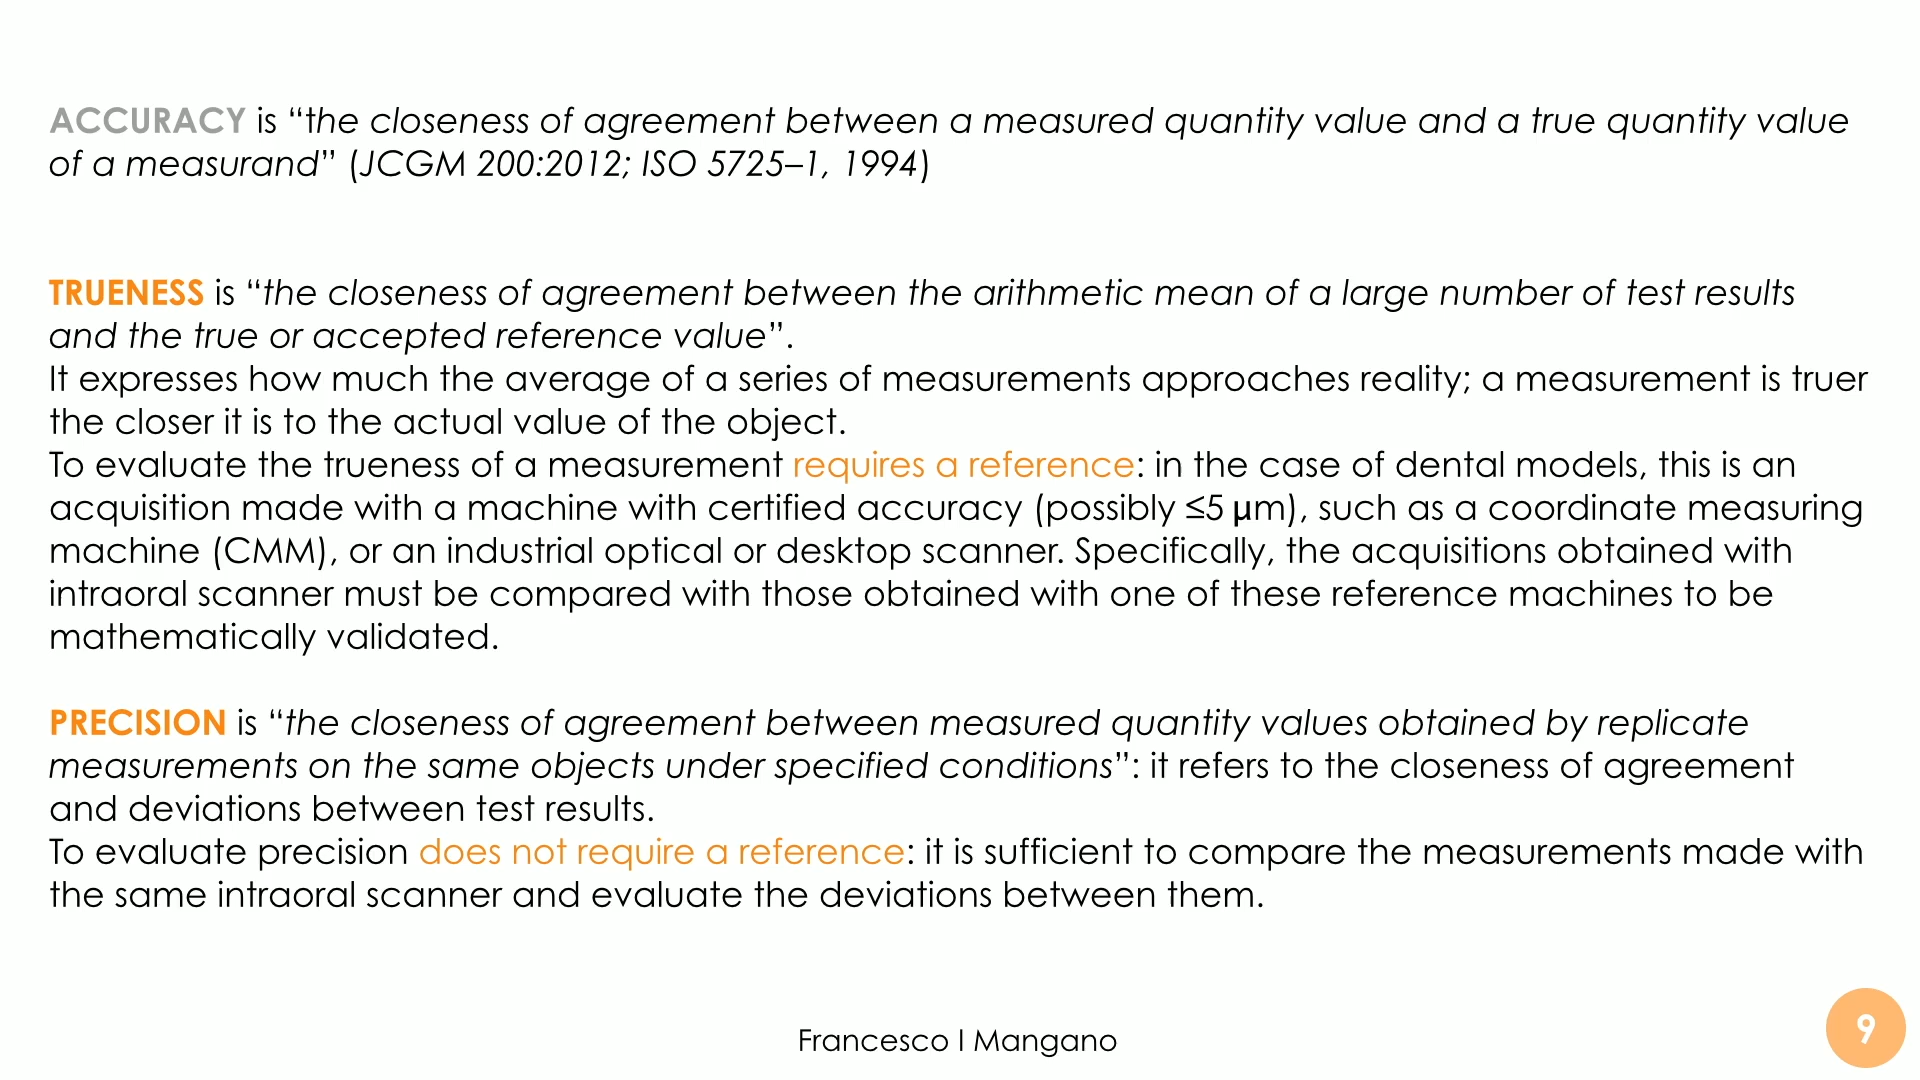 ACCURACY is “the closeness of agreement between a measured quantity value and a true quantity value
of a measurand” (JCGM 200:2012; ISO 5725–1, 1994)
TRUENESS is “the closeness of agreement between the arithmetic mean of a large number of test results
and the true or accepted reference value”.
It expresses how much the average of a series of measurements approaches reality; a measurement is truer
the closer it is to the actual value of the object.
To evaluate the trueness of a measurement requires a reference: in the case of dental models, this is an
acquisition made with a machine with certified accuracy (possibly ≤5 μm), such as a coordinate measuring
machine (CMM), or an industrial optical or desktop scanner. Specifically, the acquisitions obtained with
intraoral scanner must be compared with those obtained with one of these reference machines to be
mathematically validated.
PRECISION is “the closeness of agreement between measured quantity values obtained by replicate
measurements on the same objects under specified conditions”: it refers to the closeness of agreement
and deviations between test results.
To evaluate precision does not require a reference: it is sufficient to compare the measurements made with
the same intraoral scanner and evaluate the deviations between them.
Francesco I Mangano
9